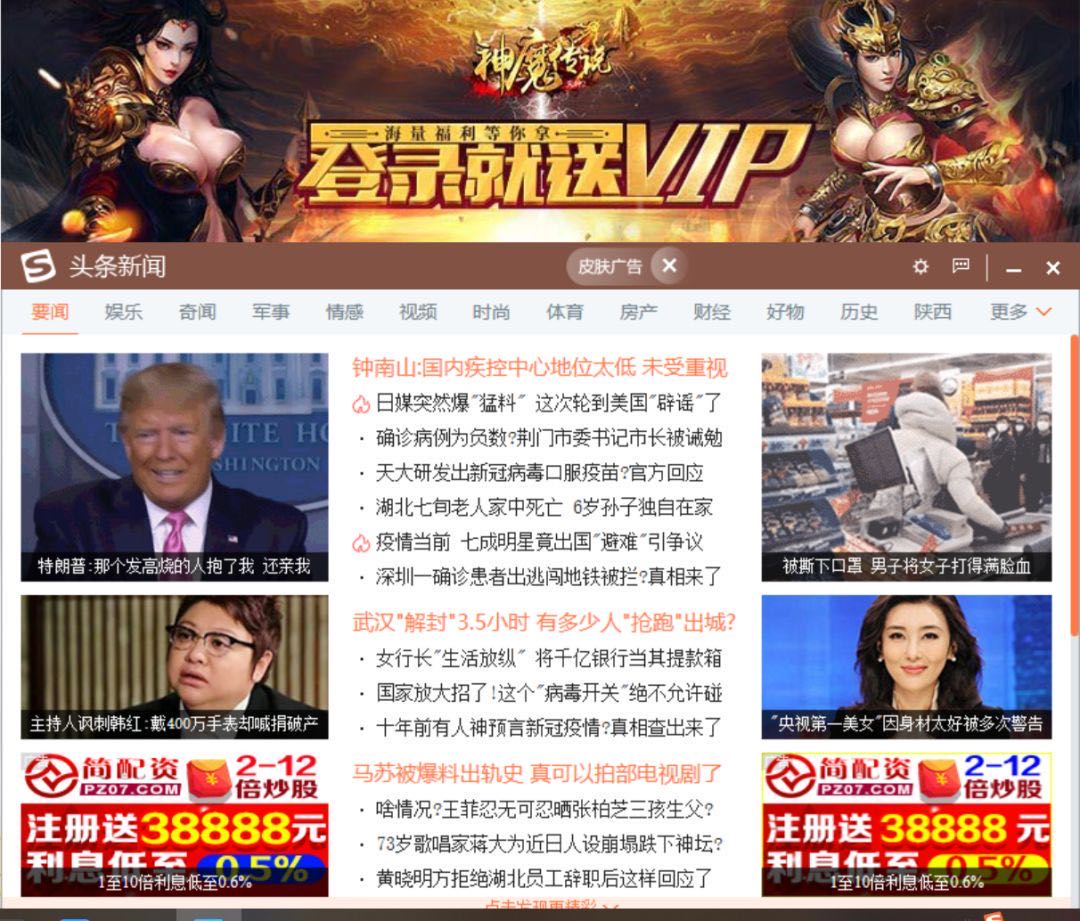 神魔传说
海量福利等你拿
登录就送VIP
S 头条新闻
皮肤广告 ×
要闻 娱乐 奇闻 军事 情感 视频 时尚 体育 房产 财经 好物 历史 陕西 更多
THE WHITE HO
WASHINGTON
特朗普:那个发高烧的人抱了我 还亲我
主持人讽刺韩红:戴400万手表却喊捐破产
简配资
PZ07.COM
2-12
倍炒股
注册送38888元
利息低至0.5%
1至10倍利息低至0.6%
钟南山:国内疾控中心地位太低 未受重视
日媒突然爆"猛料" 这次轮到美国"辟谣"了
· 确诊病例为负数?荆门市委书记市长被诫勉
· 天大研发出新冠病毒口服疫苗?官方回应
· 湖北七旬老人家中死亡 6岁孙子独自在家
疫情当前 七成明星竟出国"避难"引争议
· 深圳一确诊患者出逃闯地铁被拦?真相来了
武汉"解封"3.5小时 有多少人"抢跑"出城?
· 女行长"生活放纵" 将千亿银行当其提款箱
· 国家放大招了!这个"病毒开关"绝不允许碰
· 十年前有人神预言新冠疫情?真相查出来了
马苏被爆料出轨史 真可以拍部电视剧了
· 啥情况?王菲忍无可忍晒张柏芝三孩生父?
· 73岁歌唱家蒋大为近日人设崩塌跌下神坛?
· 黄晓明方拒绝湖北员工辞职后这样回应了
点击发现更精彩
被撕下口罩 男子将女子打得满脸血
"央视第一美女"因身材太好被多次警告
简配资
PZ07.COM
2-12
倍炒股
注册送38888元
利息低至0.5%
1至10倍利息低至0.6%